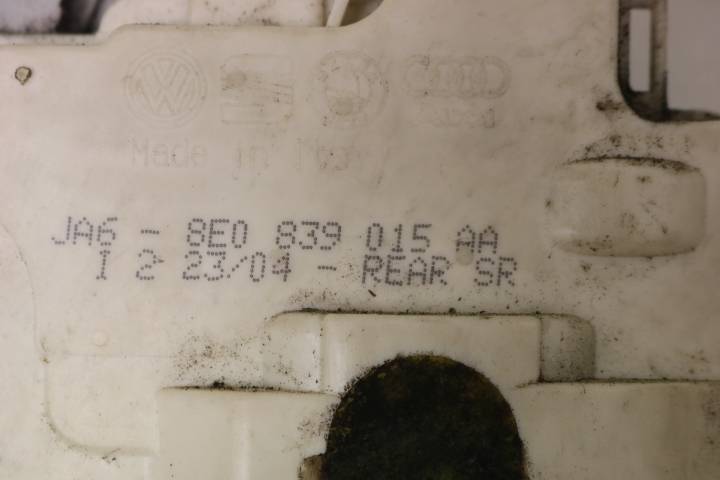 Made in Italy
JA6 - 8E0 839 015 AA
I 2 23/04 - REAR SR